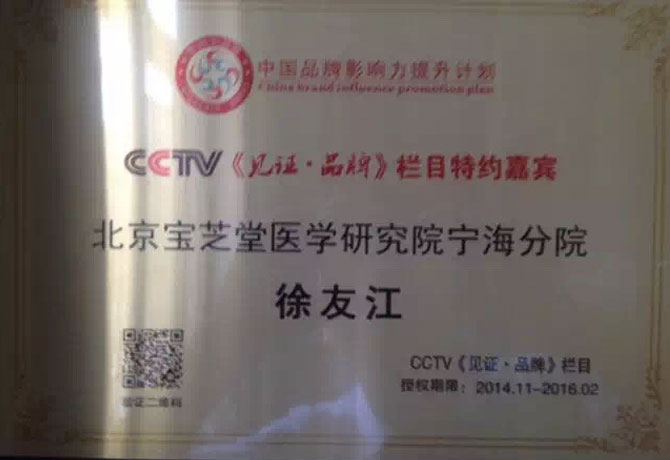 中国品牌影响力提升计划
China brand influence promotion plan
CCTV《见证·品牌》栏目特约嘉宾
北京宝芝堂医学研究院宁海分院
徐友江
CCTV《见证·品牌》栏目
授权期限：2014.11-2016.02
验证二维码